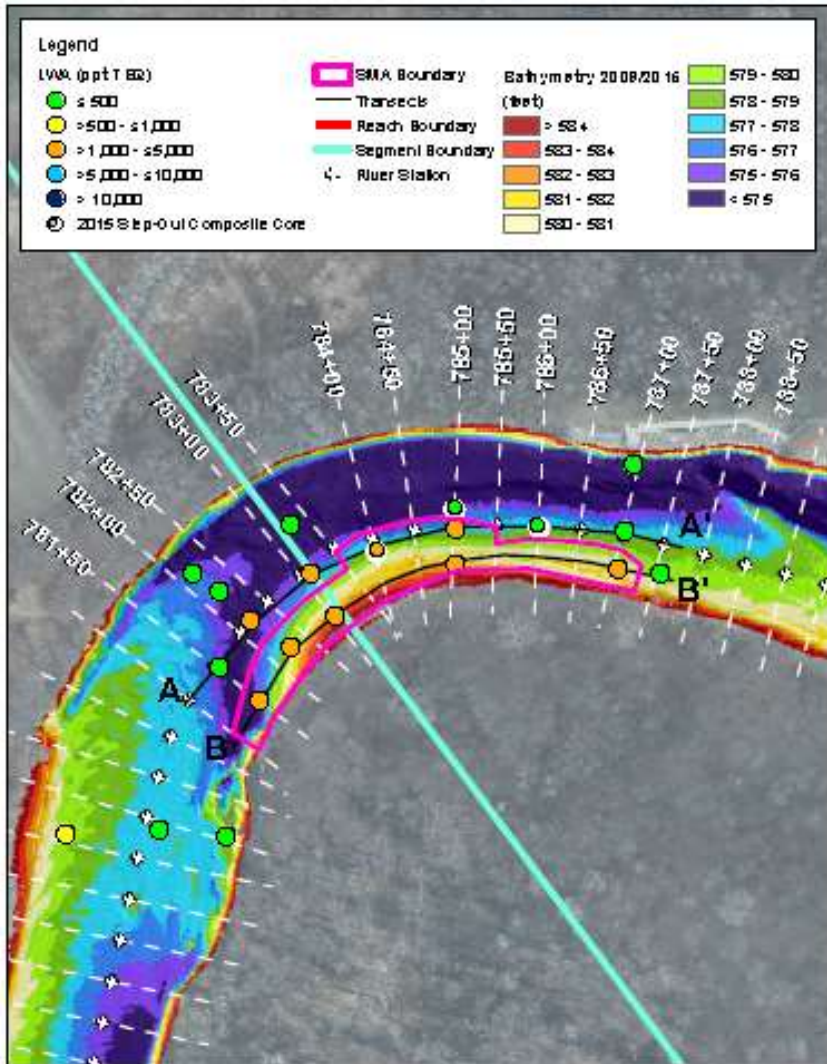 Legend
LWA (ppt TEQ)
≤ 500
>500 - ≤1,000
>1,000 - ≤5,000
>5,000 - ≤10,000
> 10,000
2015 Step-Out Composite Core
SMA Boundary
Transects
Reach Boundary
Segment Boundary
River Station
Bathymetry 2008/2016
(feet)
> 584
583 - 584
582 - 583
581 - 582
580 - 581
579 - 580
578 - 579
577 - 578
576 - 577
575 - 576
< 575
781+50
782+00
782+50
783+00
783+50
784+00
784+50
785+00
785+50
786+00
786+50
787+00
787+50
788+00
788+50
A
A'
B
B'